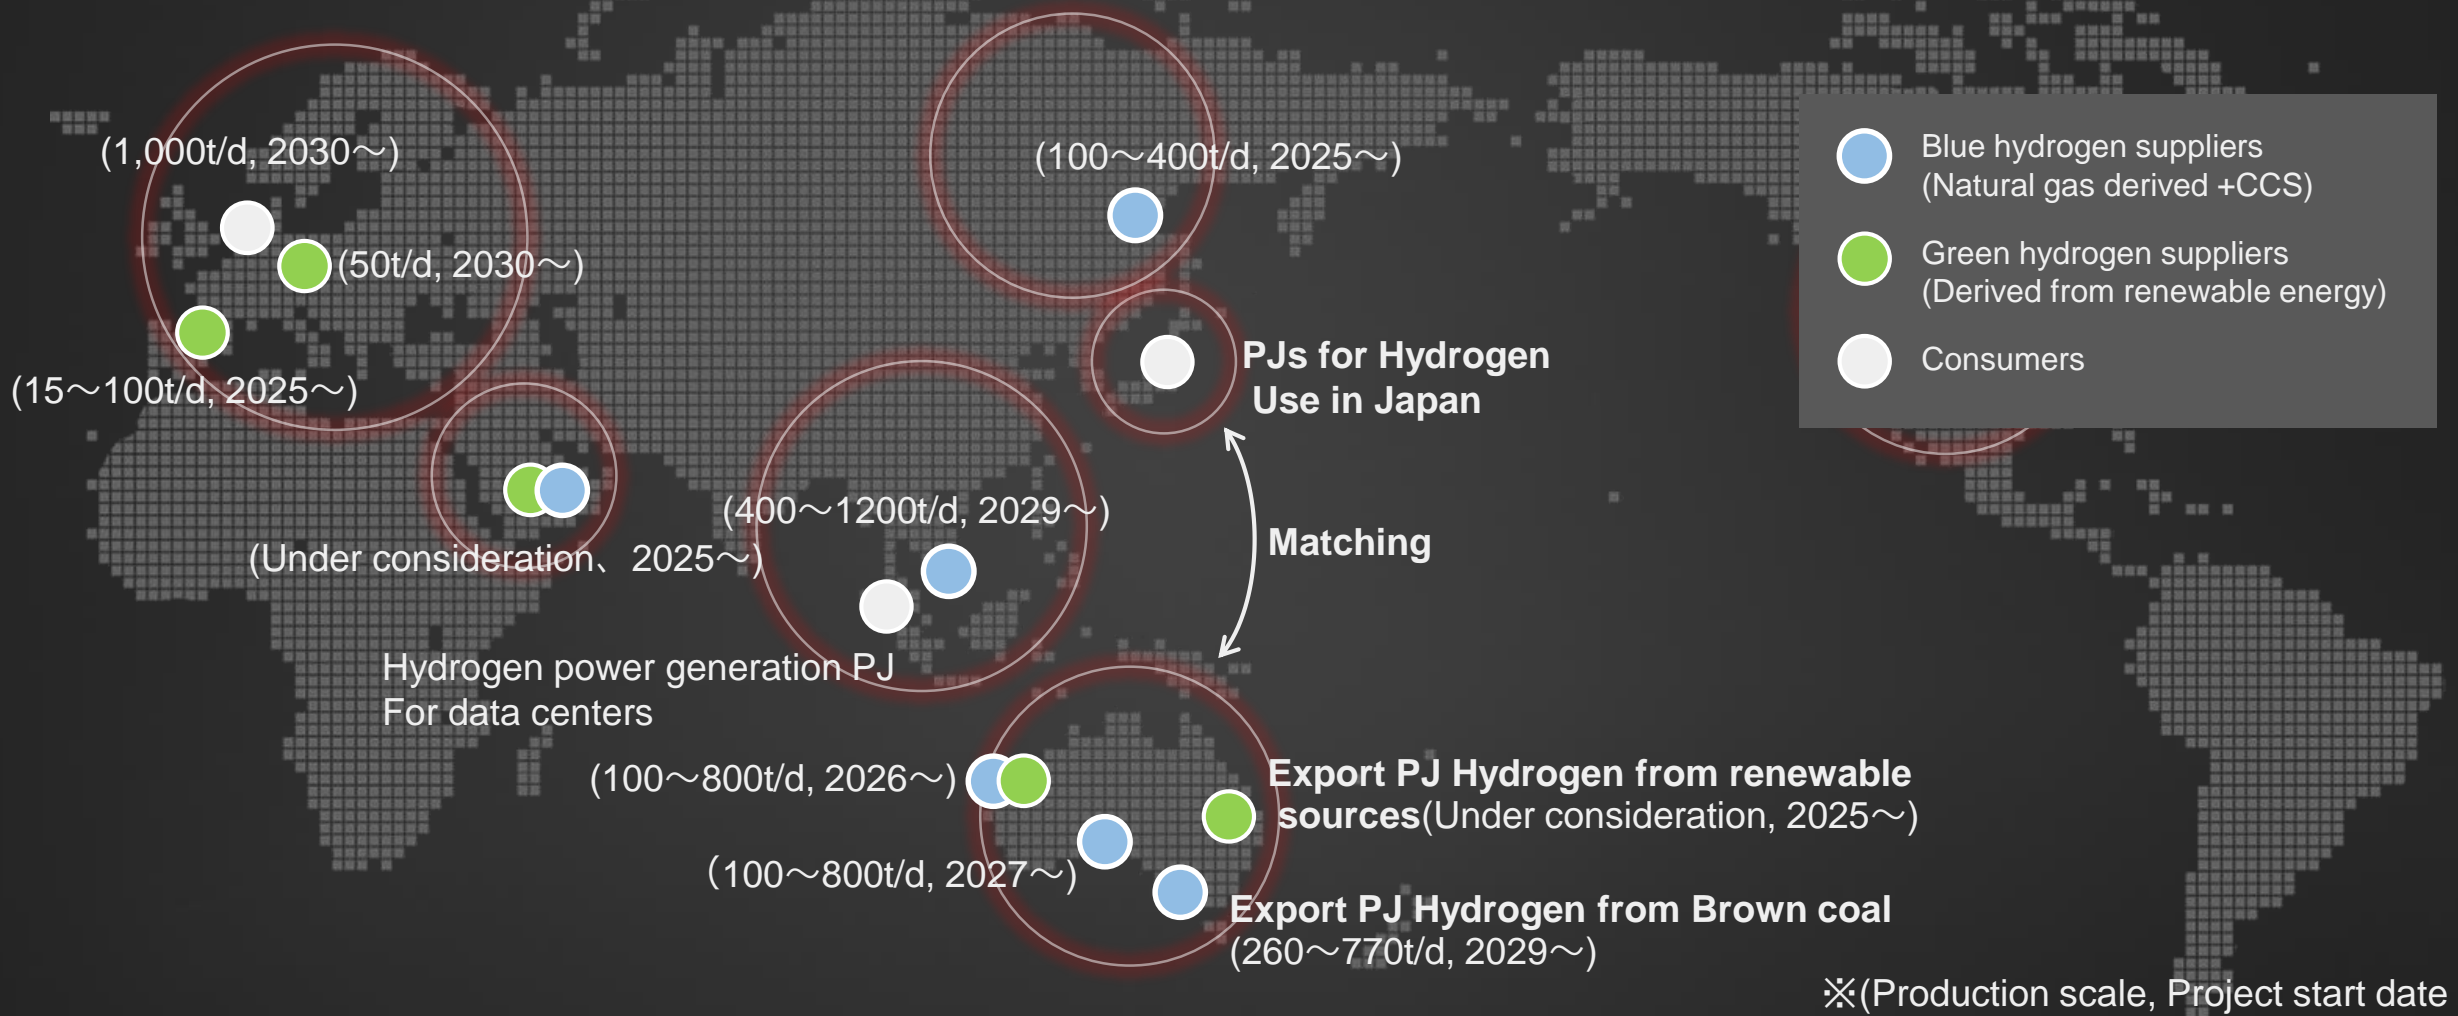 (1,000t/d, 2030～)
(50t/d, 2030～)
(15～100t/d, 2025～)
(Under consideration、2025～)
(100～400t/d, 2025～)
PJs for Hydrogen
Use in Japan
(400～1200t/d, 2029～)
Matching
Hydrogen power generation PJ
For data centers
(100～800t/d, 2026～)
（100～800t/d, 2027～)
Export PJ Hydrogen from renewable
sources(Under consideration, 2025～)
Export PJ Hydrogen from Brown coal
(260～770t/d, 2029～)
Blue hydrogen suppliers
(Natural gas derived +CCS)
Green hydrogen suppliers
(Derived from renewable energy)
Consumers
※(Production scale, Project start date